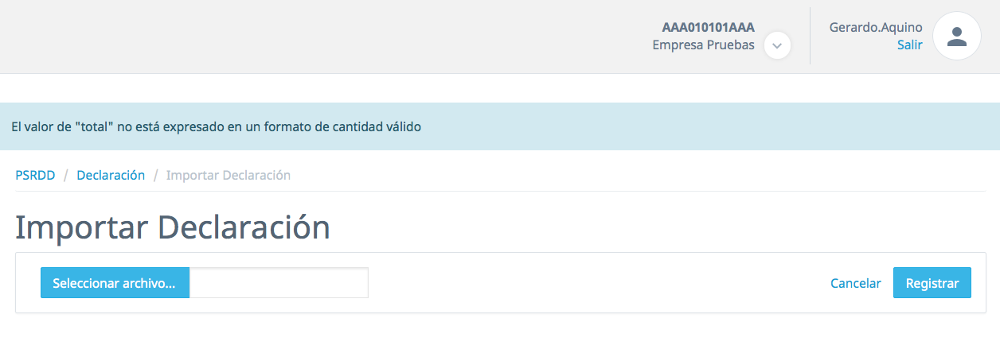 AAA010101AAA
Empresa Pruebas
Gerardo.Aquino
Salir
El valor de "total" no está expresado en un formato de cantidad válido
PSRDD / Declaración / Importar Declaración
Importar Declaración
Seleccionar archivo...
Cancelar
Registrar